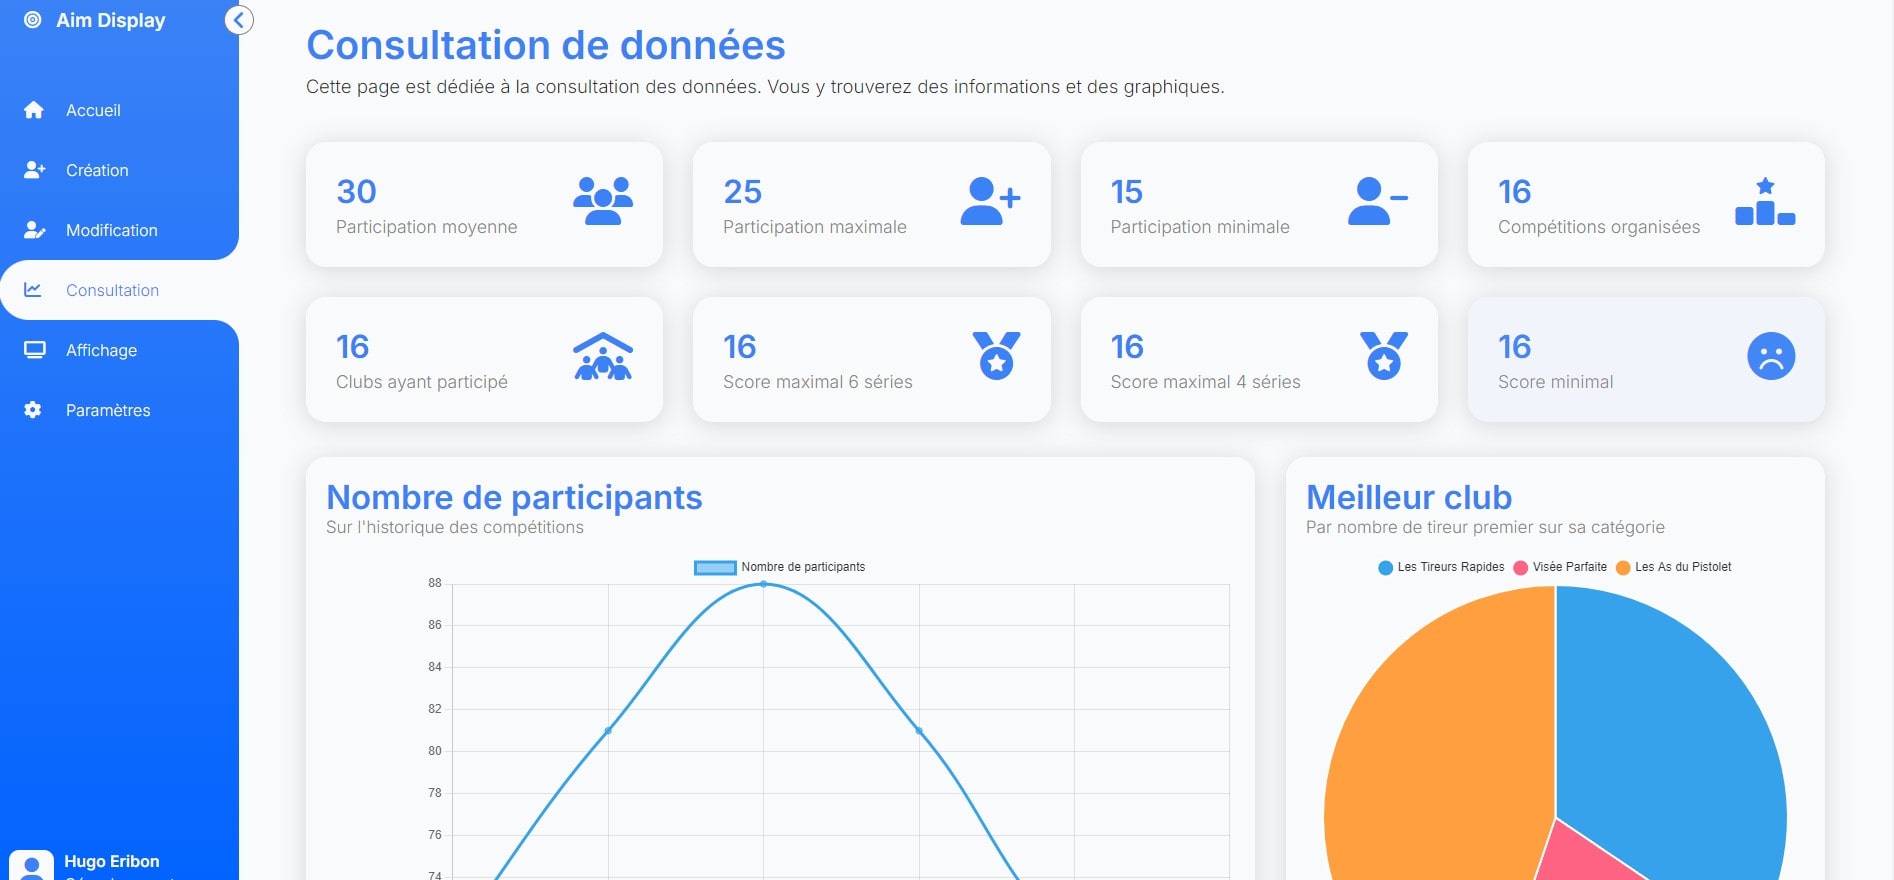 Aim Display
Accueil
Création
Modification
Consultation
Affichage
Paramètres
Hugo Eribon
Consultation de données
Cette page est dédiée à la consultation des données. Vous y trouverez des informations et des graphiques.
30
Participation moyenne
25
Participation maximale
15
Participation minimale
16
Compétitions organisées
16
Clubs ayant participé
16
Score maximal 6 séries
16
Score maximal 4 séries
16
Score minimal
Nombre de participants
Sur l'historique des compétitions
Nombre de participants
88
86
84
82
80
78
76
74
Meilleur club
Par nombre de tireur premier sur sa catégorie
Les Tireurs Rapides Visée Parfaite Les As du Pistolet